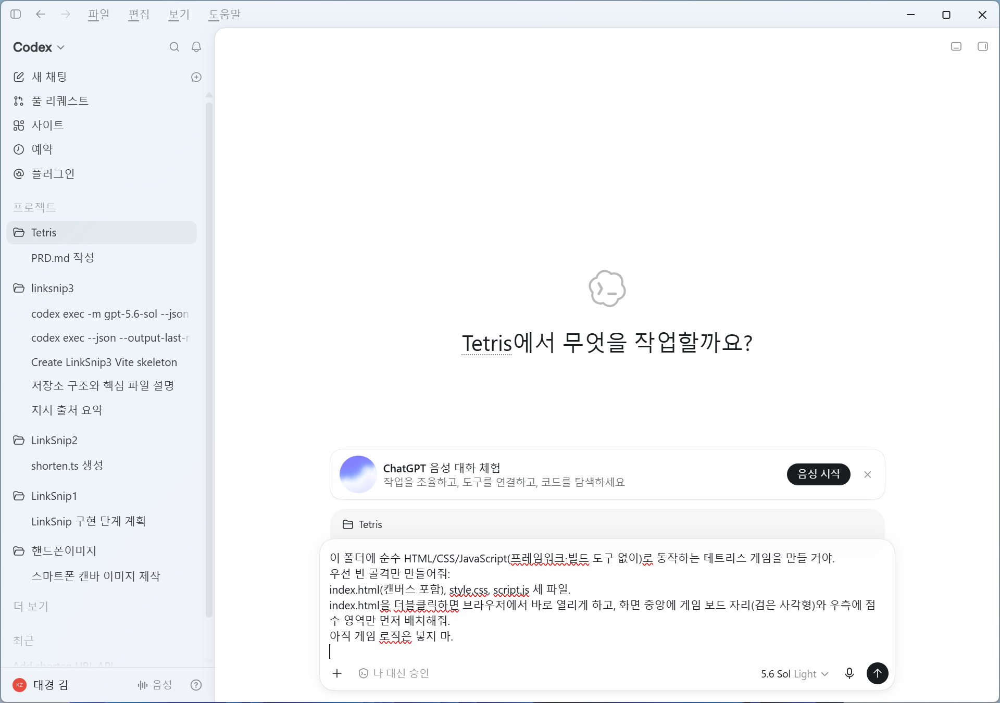 파일 편집 보기 도움말
Codex
새 채팅
풀 리퀘스트
사이트
예약
플러그인
프로젝트
Tetris
PRD.md 작성
linksnip3
codex exec -m gpt-5.6-sol --json
codex exec --json --output-last-
Create LinkSnip3 Vite skeleton
저장소 구조와 핵심 파일 설명
지시 출처 요약
LinkSnip2
shorten.ts 생성
LinkSnip1
LinkSnip 구현 단계 계획
핸드폰이미지
스마트폰 캔바 이미지 제작
더 보기
최근
Add shorten URL API
KZ 대경 김 음성
Tetris에서 무엇을 작업할까요?
ChatGPT 음성 대화 체험
작업을 조율하고, 도구를 연결하고, 코드를 탐색하세요
음성 시작
Tetris
이 폴더에 순수 HTML/CSS/JavaScript(프레임워크·빌드 도구 없이)로 동작하는 테트리스 게임을 만들 거야.
우선 빈 골격만 만들어줘:
index.html(캔버스 포함), style.css, script.js 세 파일.
index.html을 더블클릭하면 브라우저에서 바로 열리게 하고, 화면 중앙에 게임 보드 자리(검은 사각형)와 우측에 점
수 영역만 먼저 배치해줘.
아직 게임 로직은 넣지 마.
나 대신 승인
5.6 Sol Light